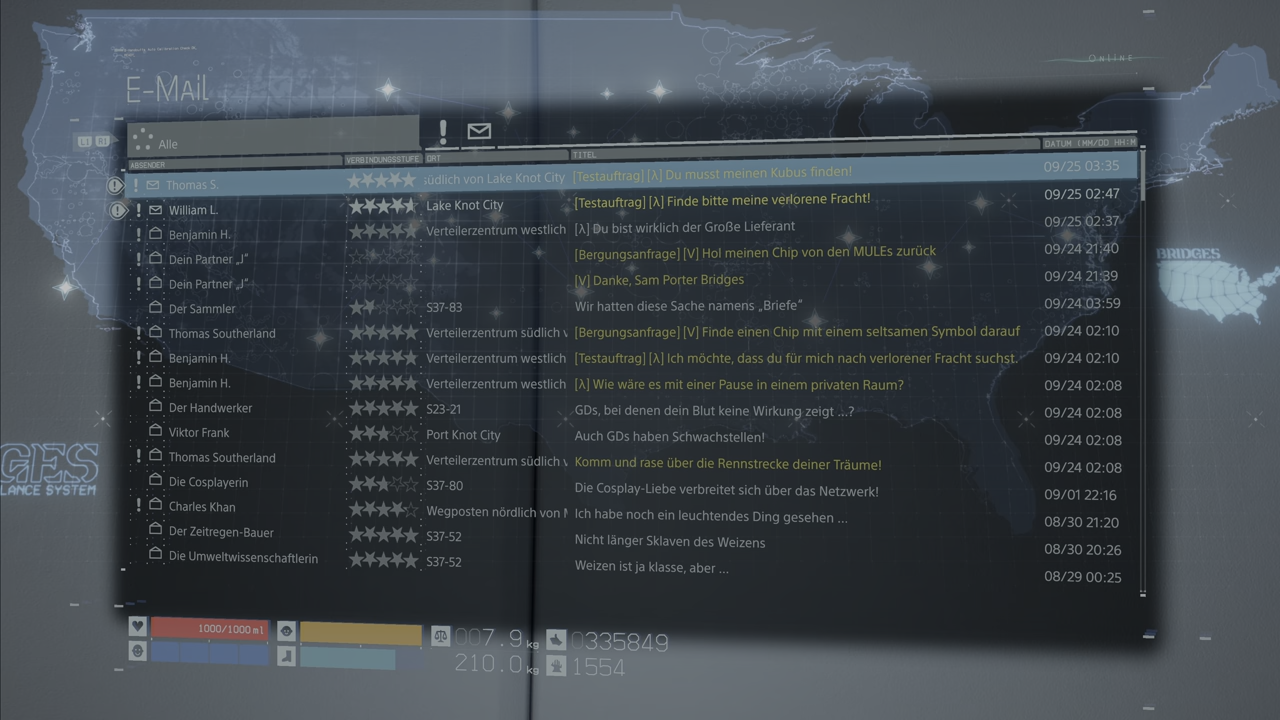 Online
E-Mail
L1 R1
Alle
ABSENDER VERBINDUNGSSTUFE ORT TITEL DATUM (MM/DD HH:M
Thomas S. südlich von Lake Knot City [Testauftrag] [λ] Du musst meinen Kubus finden! 09/25 03:35
William L. Lake Knot City [Testauftrag] [λ] Finde bitte meine verlorene Fracht! 09/25 02:47
Benjamin H. Verteilerzentrum westlich [λ] Du bist wirklich der Große Lieferant 09/25 02:37
Dein Partner „J“ [Bergungsanfrage] [V] Hol meinen Chip von den MULEs zurück 09/24 21:40
Dein Partner „J“ [V] Danke, Sam Porter Bridges 09/24 21:39
Der Sammler S37-83 Wir hatten diese Sache namens „Briefe“ 09/24 03:59
Thomas Southerland Verteilerzentrum südlich v [Bergungsanfrage] [V] Finde einen Chip mit einem seltsamen Symbol darauf 09/24 02:10
Benjamin H. Verteilerzentrum westlich [Testauftrag] [λ] Ich möchte, dass du für mich nach verlorener Fracht suchst. 09/24 02:10
Benjamin H. Verteilerzentrum westlich [λ] Wie wäre es mit einer Pause in einem privaten Raum? 09/24 02:08
Der Handwerker S23-21 GDs, bei denen dein Blut keine Wirkung zeigt ...? 09/24 02:08
Viktor Frank Port Knot City Auch GDs haben Schwachstellen! 09/24 02:08
Thomas Southerland Verteilerzentrum südlich v Komm und rase über die Rennstrecke deiner Träume! 09/24 02:08
Die Cosplayerin S37-80 Die Cosplay-Liebe verbreitet sich über das Netzwerk! 09/01 22:16
Charles Khan Wegposten nördlich von M Ich habe noch ein leuchtendes Ding gesehen ... 08/30 21:20
Der Zeitregen-Bauer S37-52 Nicht länger Sklaven des Weizens 08/30 20:26
Die Umweltwissenschaftlerin S37-52 Weizen ist ja klasse, aber ... 08/29 00:25
BRIDGES
GES
LANCE SYSTEM
1000/1000 ml
007.9 kg 0335849
210.0 kg 1554